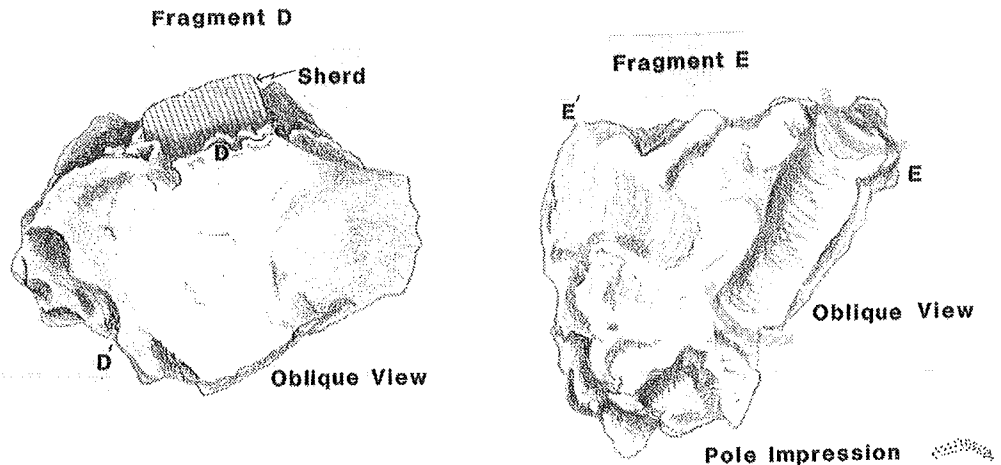 Fragment D
Sherd
D
D'
Oblique View
Fragment E
E'
E
Oblique View
Pole Impression